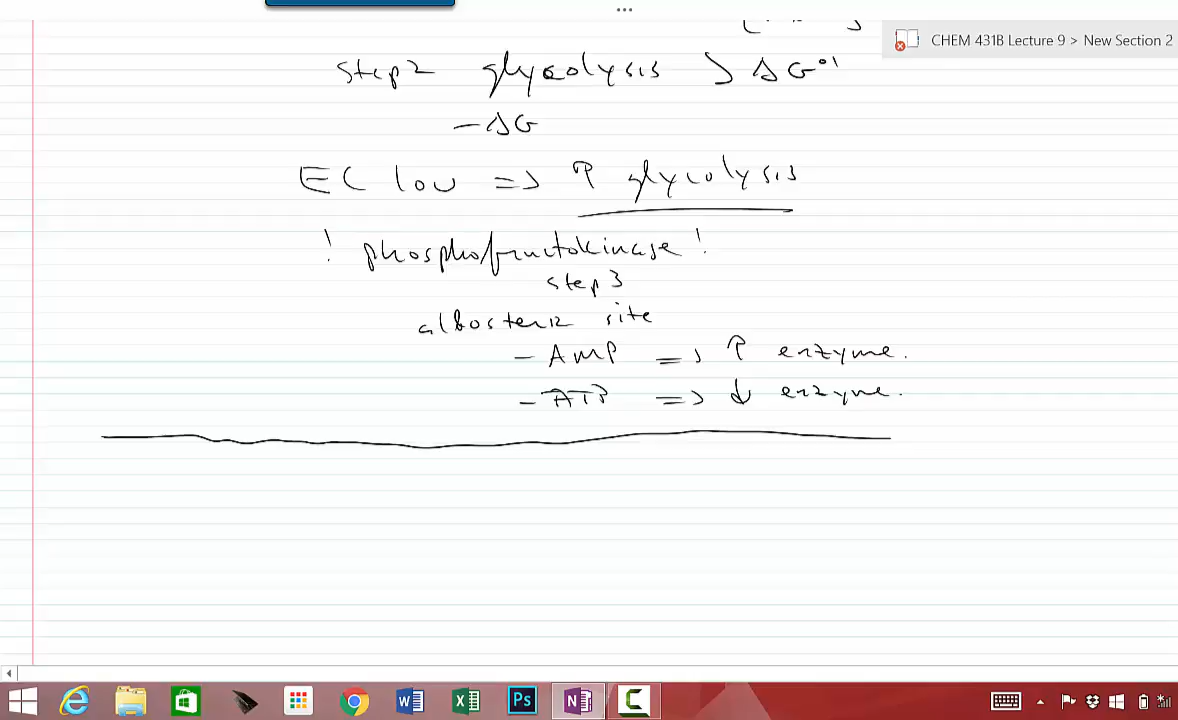 CHEM 431B Lecture 9 > New Section 2
step 2 glycolysis > ΔG°'
-ΔG
EC low => ↑ glycolysis
! phosphofructokinase !
step 3
allosteric site
- AMP => ↑ enzyme.
- ATP => ↓ enzyme.